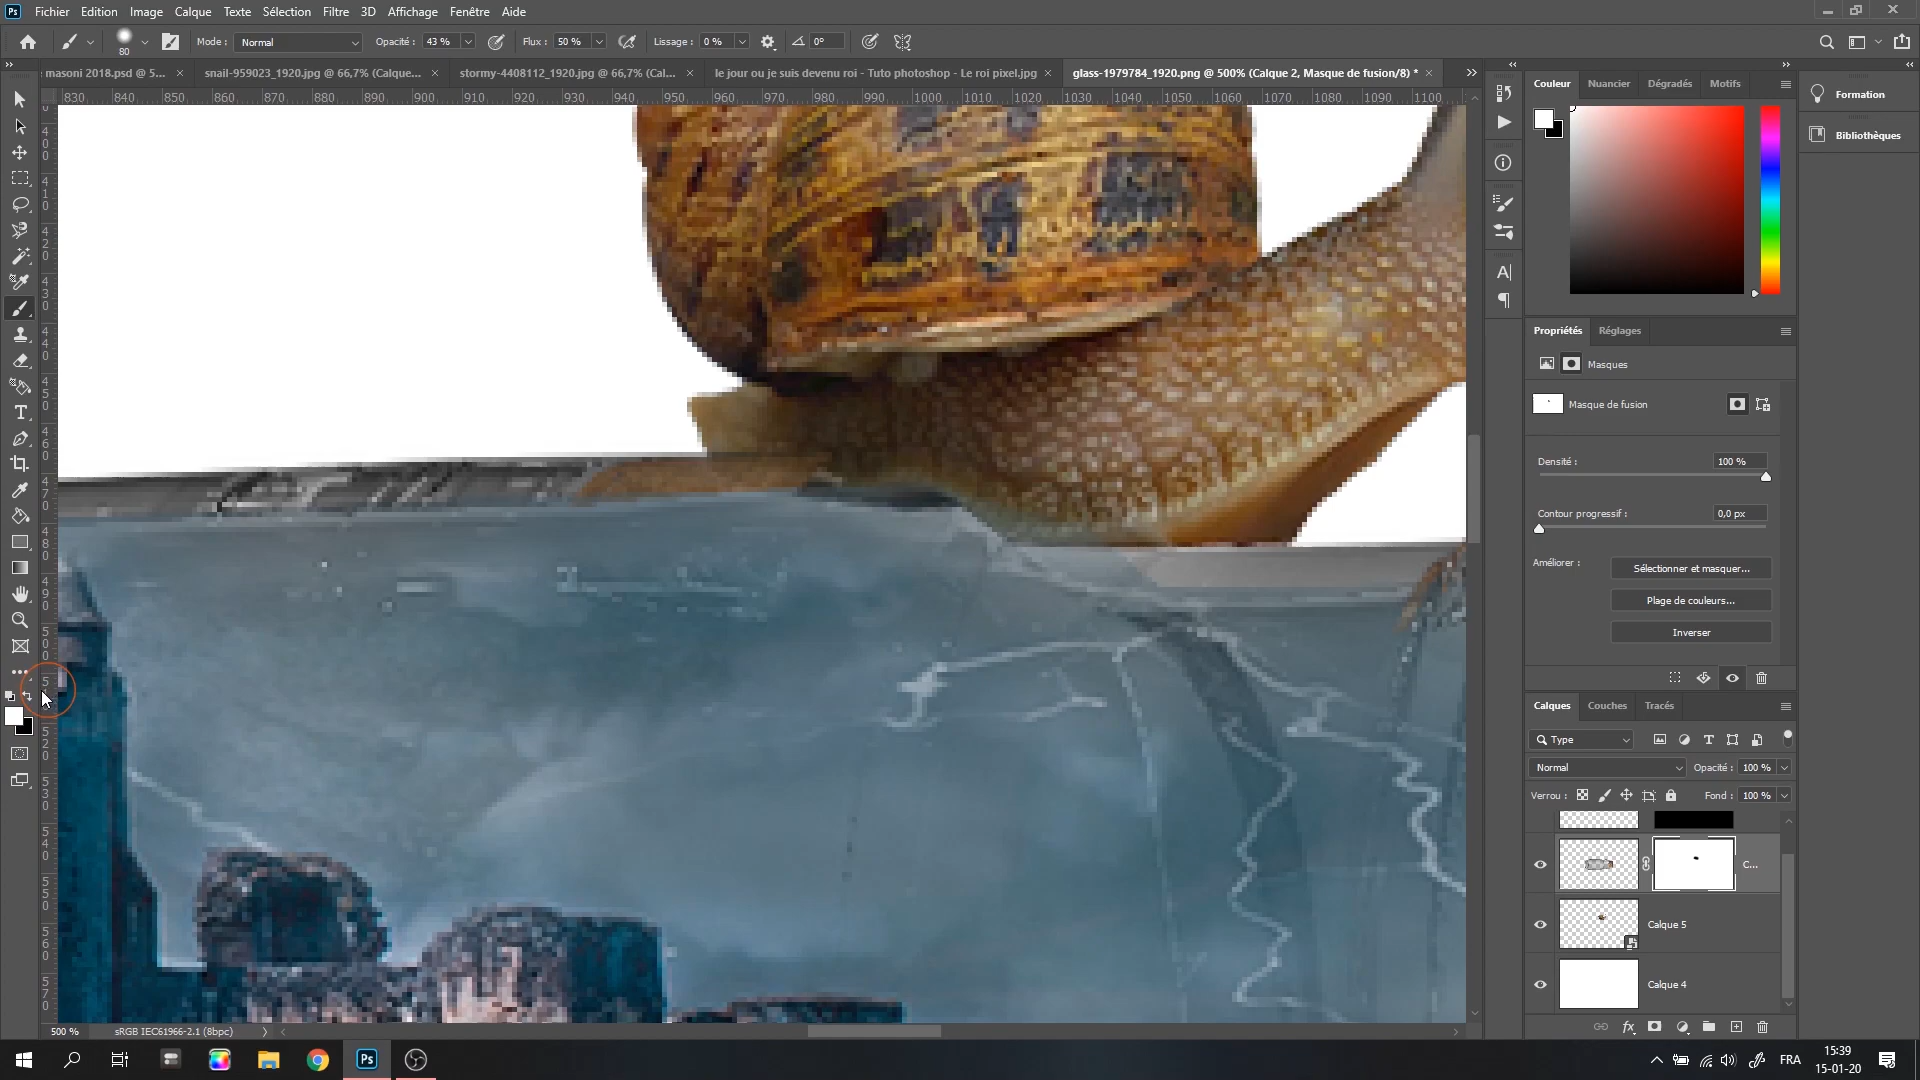 Fichier Edition Image Calque Texte Sélection Filtre 3D Affichage Fenêtre Aide
80 Mode : Normal Opacité : 43 % Flux : 50 % Lissage : 0 % 0°
masoni 2018.psd @ 5... snail-959023_1920.jpg @ 66,7% (Calque... stormy-4408112_1920.jpg @ 66,7% (Cal... le jour ou je suis devenu roi - Tuto photoshop - Le roi pixel.jpg glass-1979784_1920.png @ 500% (Calque 2, Masque de fusion/8) *
830 840 850 860 870 880 890 900 910 920 930 940 950 960 970 980 990 1000 1010 1020 1030 1040 1050 1060 1070 1080 1090 1100
Couleur Nuancier Dégradés Motifs
Formation
Bibliothèques
Propriétés Réglages
Masques
Masque de fusion
Densité : 100 %
Contour progressif : 0,0 px
Améliorer : Sélectionner et masquer...
Plage de couleurs...
Inverser
Calques Couches Tracés
Type
Normal Opacité : 100 %
Verrou : Fond : 100 %
C...
Calque 5
Calque 4
500 % sRGB IEC61966-2.1 (8bpc)
Ps FRA 15:39
15-01-20